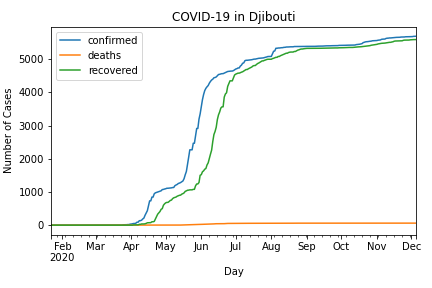 COVID-19 in Djibouti
confirmed
deaths
recovered
Number of Cases
5000
4000
3000
2000
1000
0
Feb Mar Apr May Jun Jul Aug Sep Oct Nov Dec
2020
Day